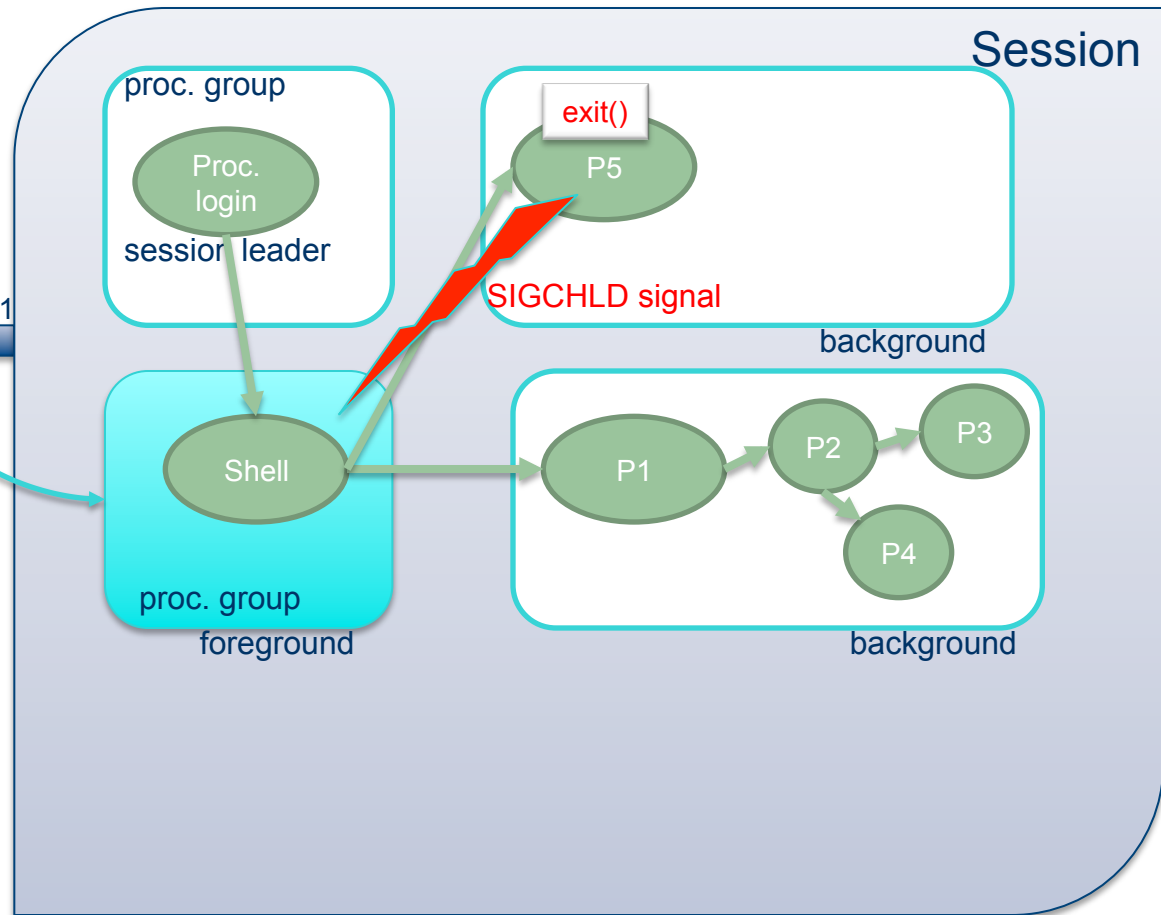 Session
proc. group
Proc.
login
session leader
exit()
P5
SIGCHLD signal
background
1
Shell
proc. group
foreground
P1
P2
P3
P4
background